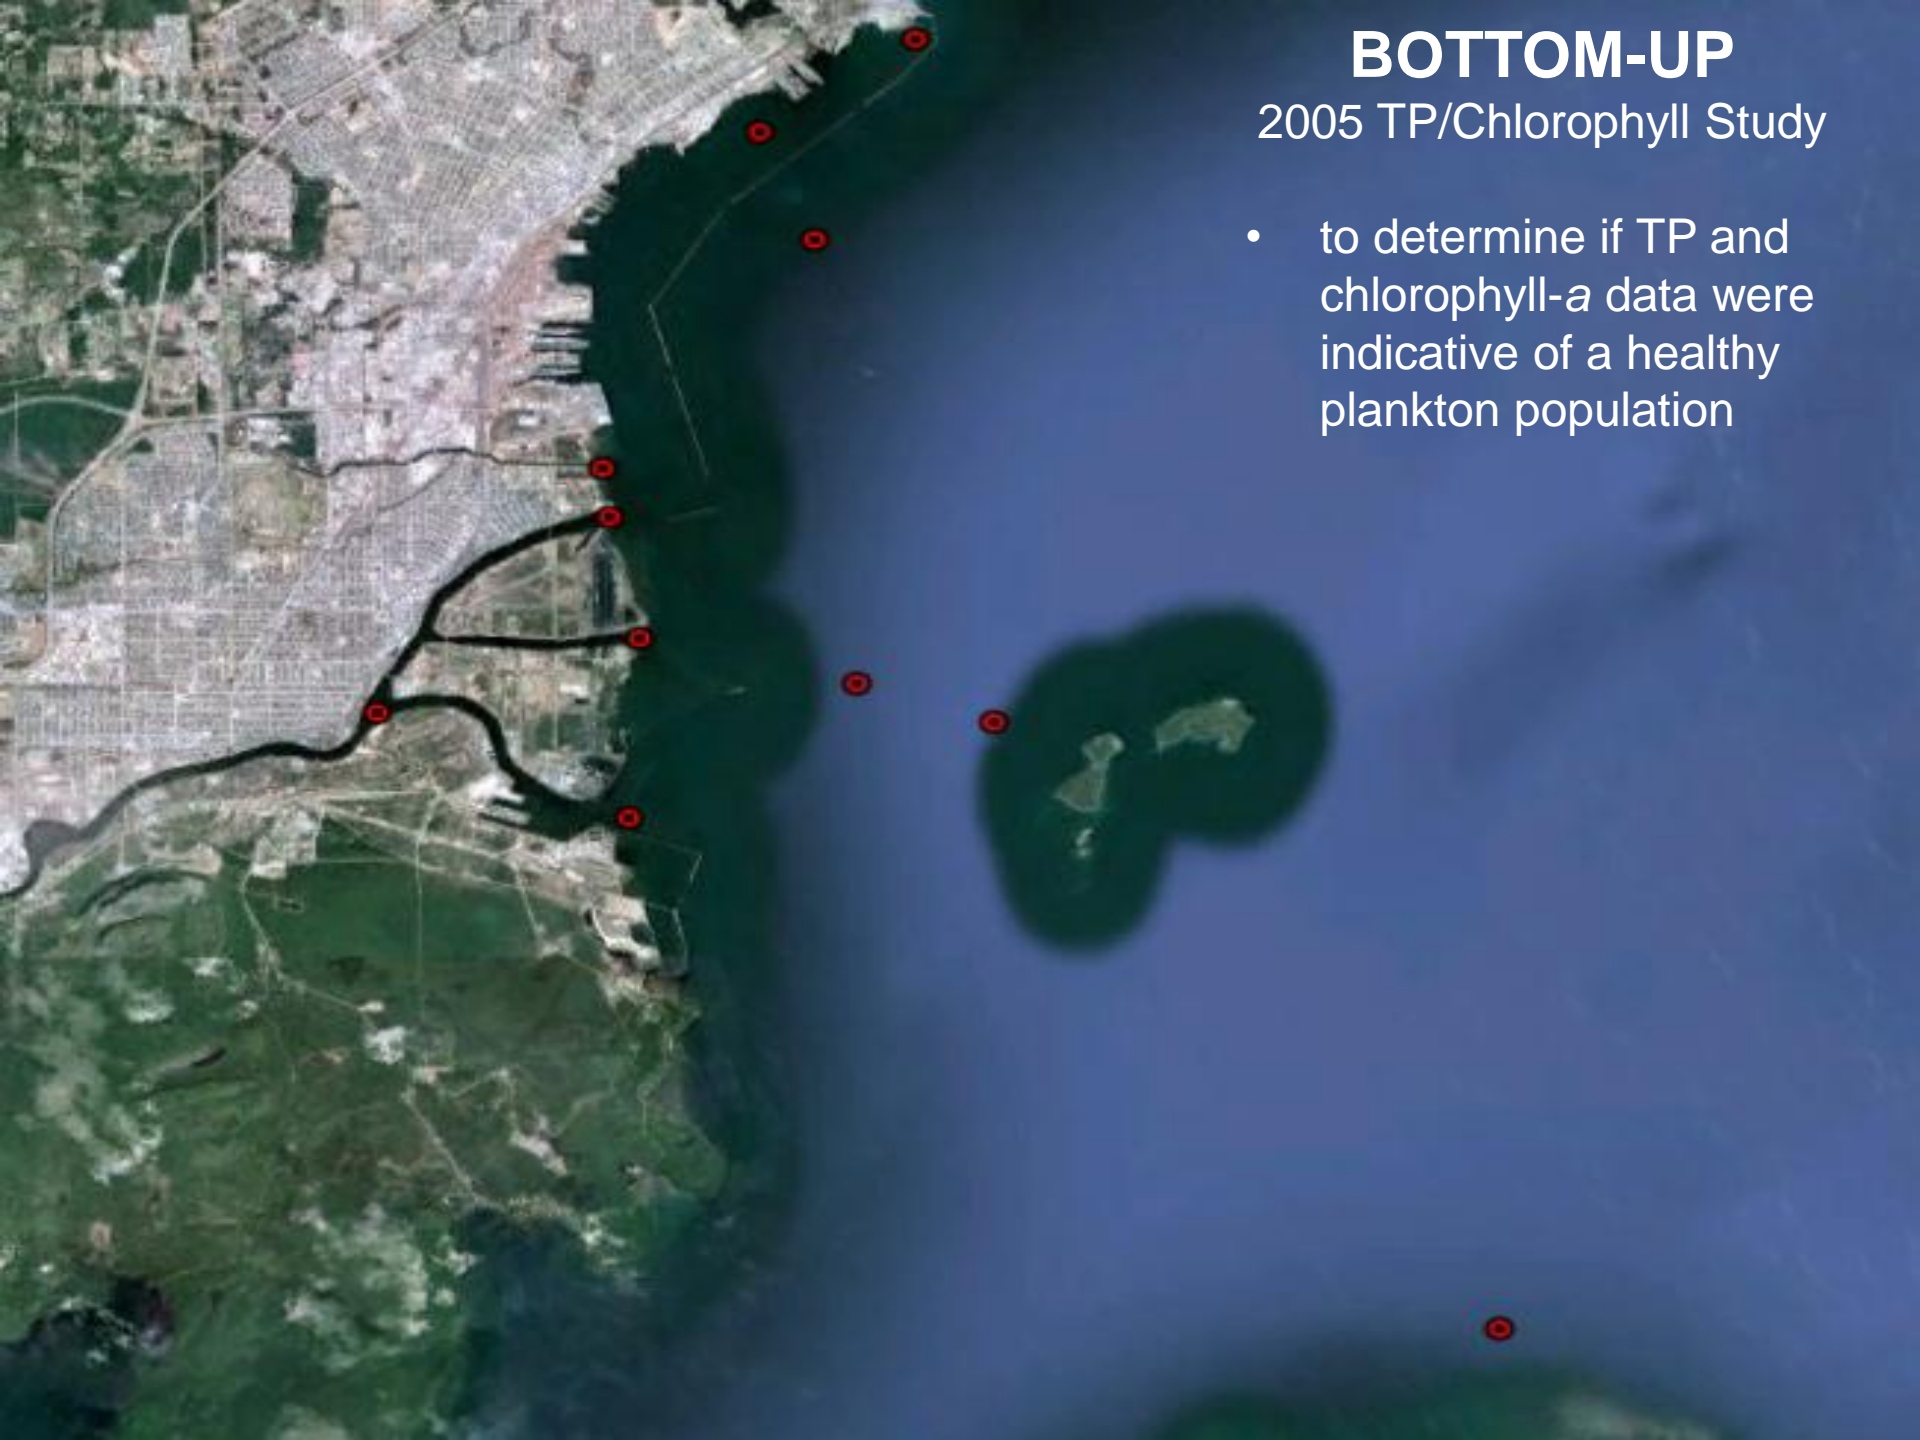 BOTTOM-UP
2005 TP/Chlorophyll Study
• to determine if TP and
chlorophyll-a data were
indicative of a healthy
plankton population